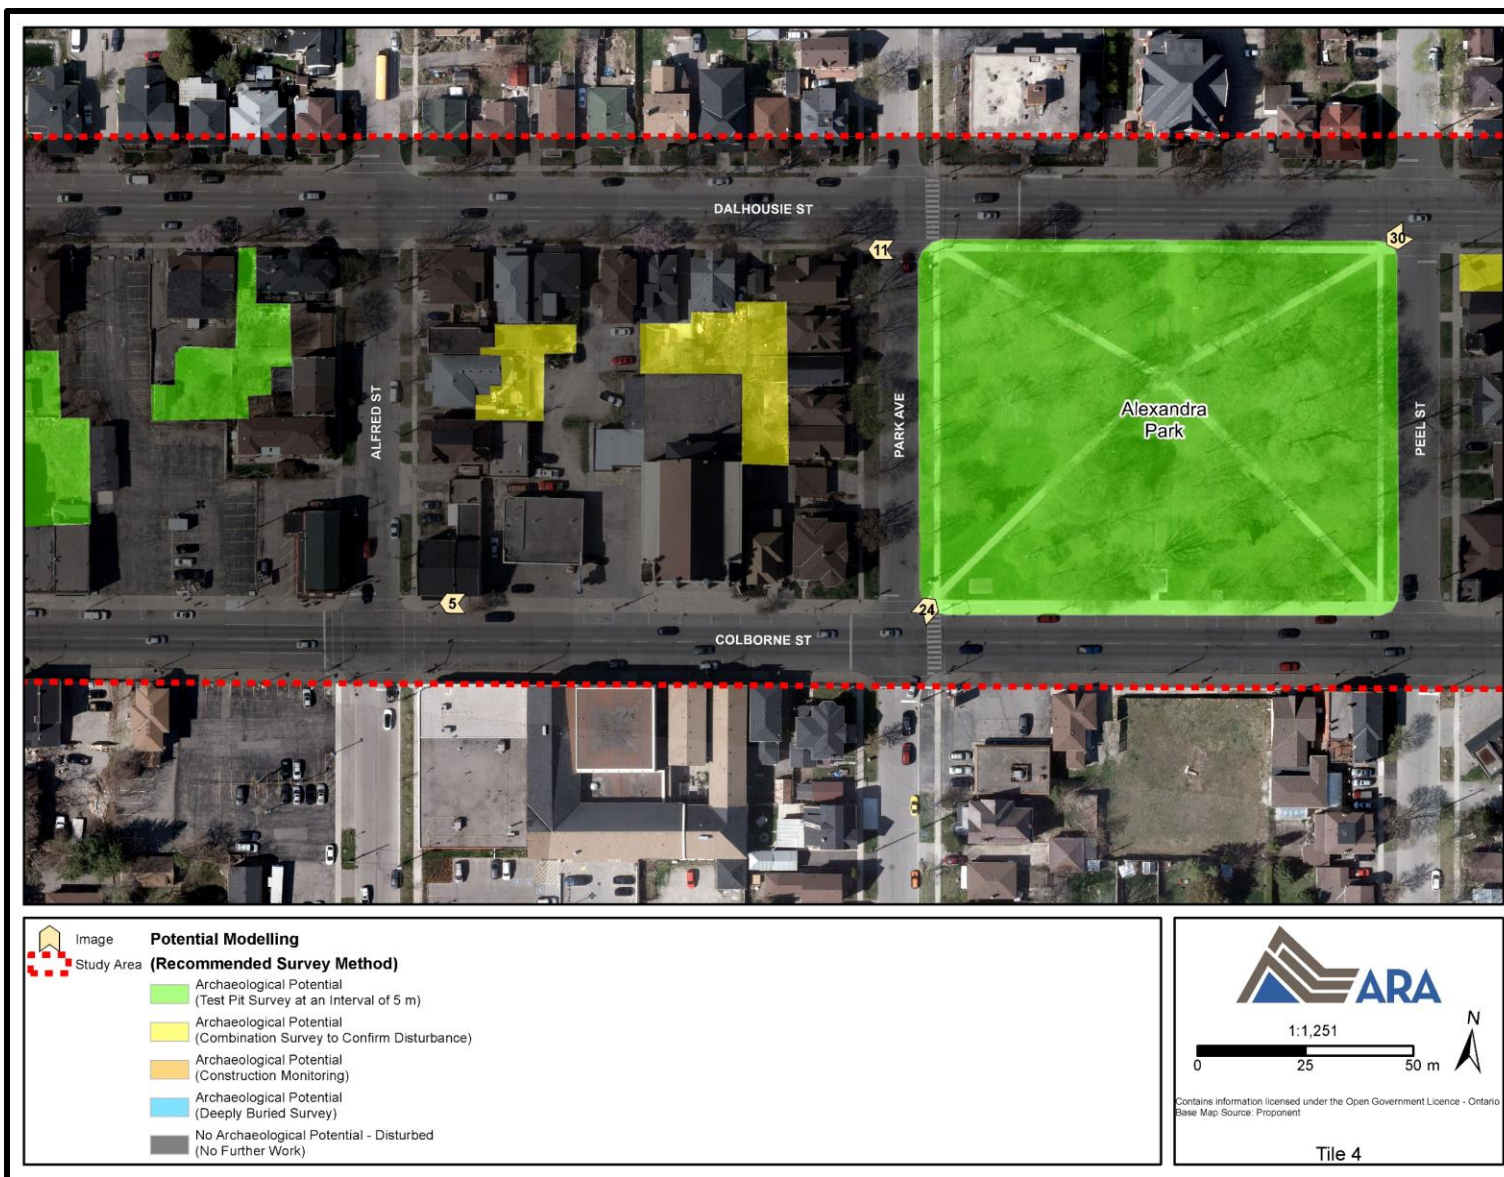 DALHOUSIE ST
11
30
ALFRED ST
PARK AVE
Alexandra
Park
PEEL ST
5
24
COLBORNE ST
Image
Study Area
Potential Modelling
(Recommended Survey Method)
Archaeological Potential
(Test Pit Survey at an Interval of 5 m)
Archaeological Potential
(Combination Survey to Confirm Disturbance)
Archaeological Potential
(Construction Monitoring)
Archaeological Potential
(Deeply Buried Survey)
No Archaeological Potential - Disturbed
(No Further Work)
ARA
1:1,251
N
0 25 50 m
Contains information licensed under the Open Government Licence - Ontario
Base Map Source: Proponent
Tile 4